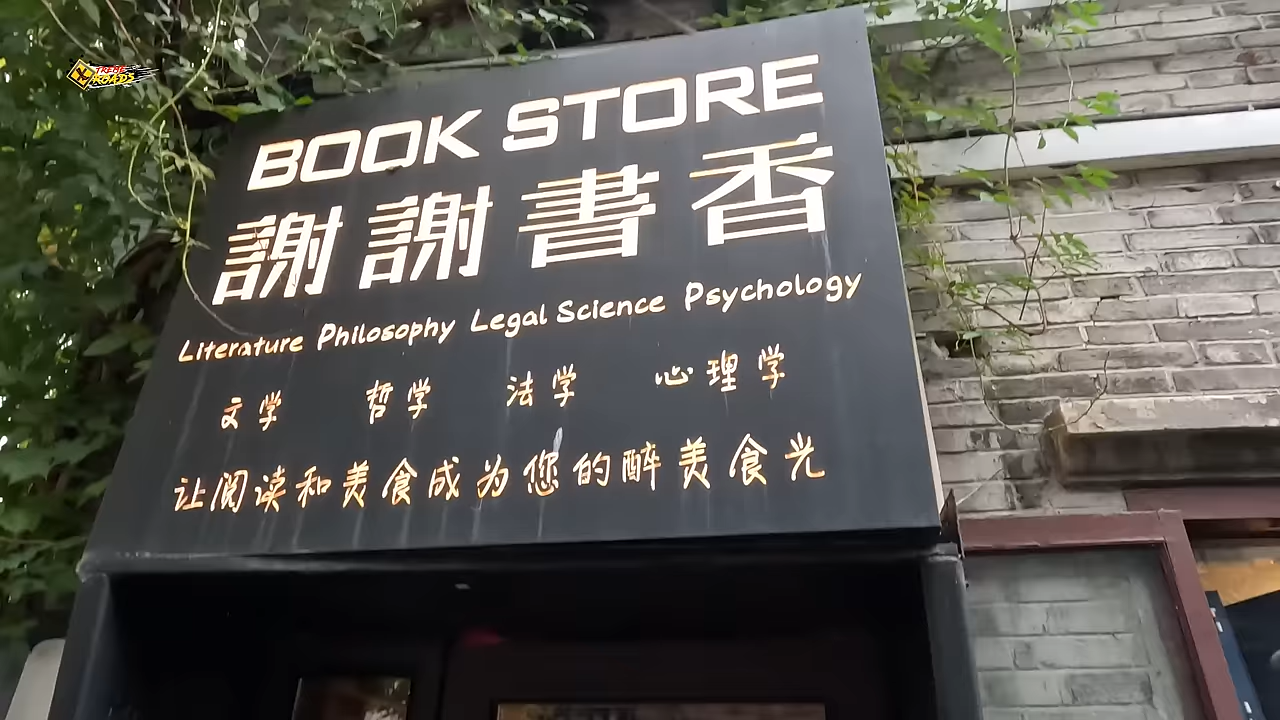 BOOK STORE
謝謝書香
Literature Philosophy Legal Science Psychology
文学 哲学 法学 心理学
让阅读和美食成为您的醉美食光
ROADS